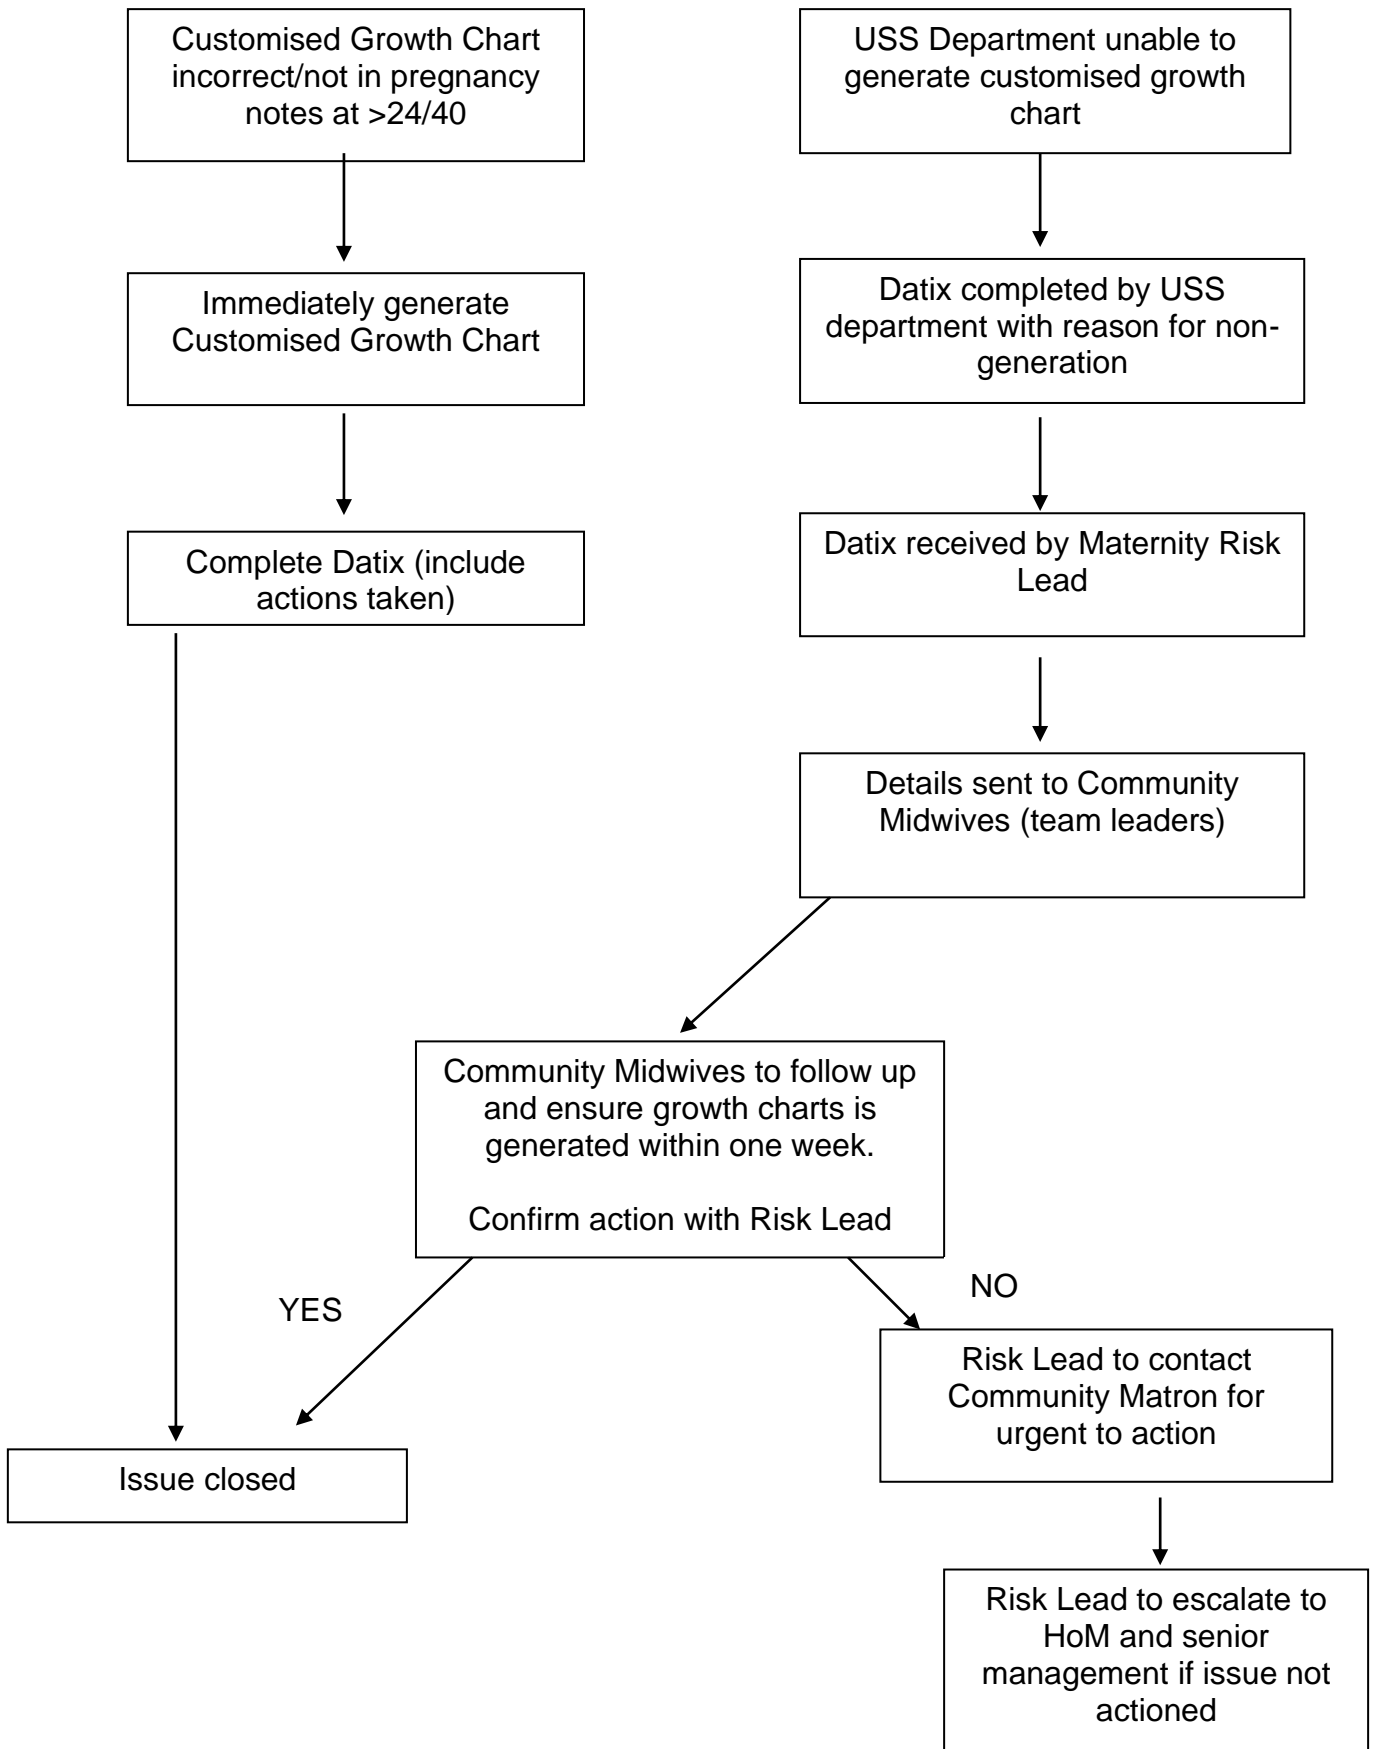 Customised Growth Chart
incorrect/not in pregnancy
notes at >24/40
USS Department unable to
generate customised growth
chart
Immediately generate
Customised Growth Chart
Datix completed by USS
department with reason for non-
generation
Complete Datix (include
actions taken)
Datix received by Maternity Risk
Lead
Details sent to Community
Midwives (team leaders)
Community Midwives to follow up
and ensure growth charts is
generated within one week.
Confirm action with Risk Lead
YES
NO
Risk Lead to contact
Community Matron for
urgent to action
Issue closed
Risk Lead to escalate to
HoM and senior
management if issue not
actioned